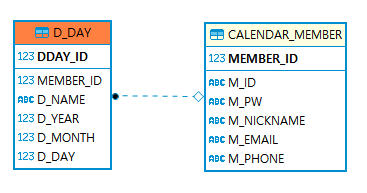 D_DAY
123 DDAY_ID
123 MEMBER_ID
ABC D_NAME
123 D_YEAR
123 D_MONTH
123 D_DAY
CALENDAR_MEMBER
123 MEMBER_ID
ABC M_ID
ABC M_PW
ABC M_NICKNAME
ABC M_EMAIL
ABC M_PHONE